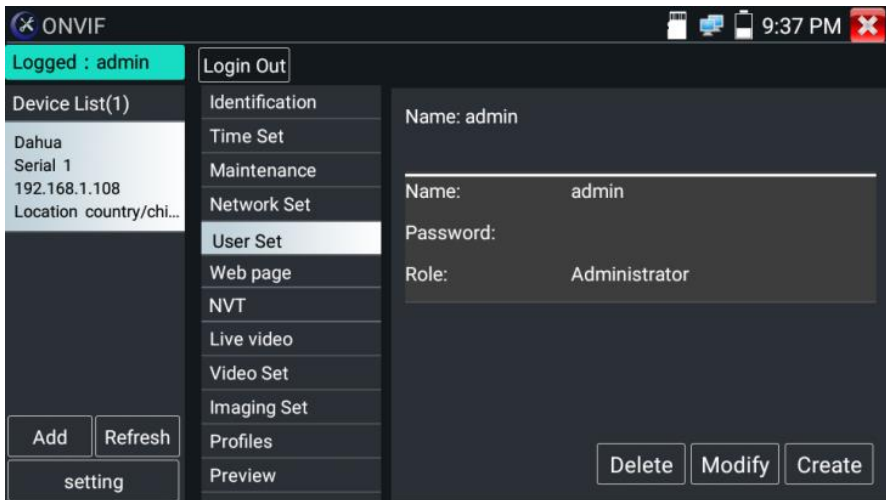 ONVIF
9:37 PM
Logged : admin
Login Out
Device List(1)
Dahua
Serial 1
192.168.1.108
Location country/chi...
Add
Refresh
setting
Identification
Time Set
Maintenance
Network Set
User Set
Web page
NVT
Live video
Video Set
Imaging Set
Profiles
Preview
Name: admin
Name: admin
Password:
Role: Administrator
Delete
Modify
Create